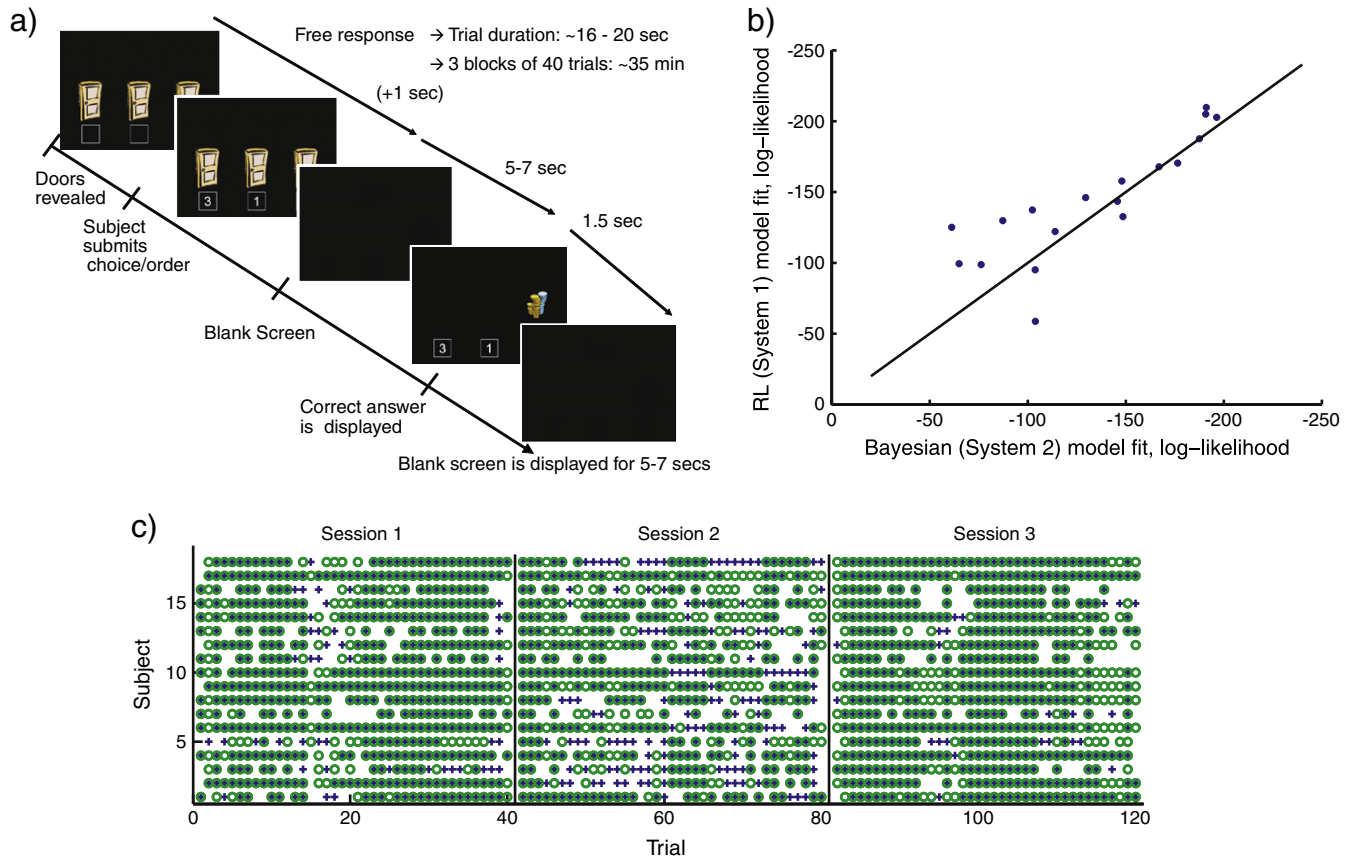 a)
Free response → Trial duration: ~16 - 20 sec
→ 3 blocks of 40 trials: ~35 min
(+1 sec)
5-7 sec
1.5 sec
3
1
3
1
Doors
revealed
Subject
submits
choice/order
Blank Screen
Correct answer
is displayed
Blank screen is displayed for 5-7 secs
b)
RL (System 1) model fit, log–likelihood
-250
-200
-150
-100
-50
0
0
-50
-100
-150
-200
-250
Bayesian (System 2) model fit, log–likelihood
c)
Session 1
Session 2
Session 3
Subject
15
10
5
0
20
40
60
80
100
120
Trial